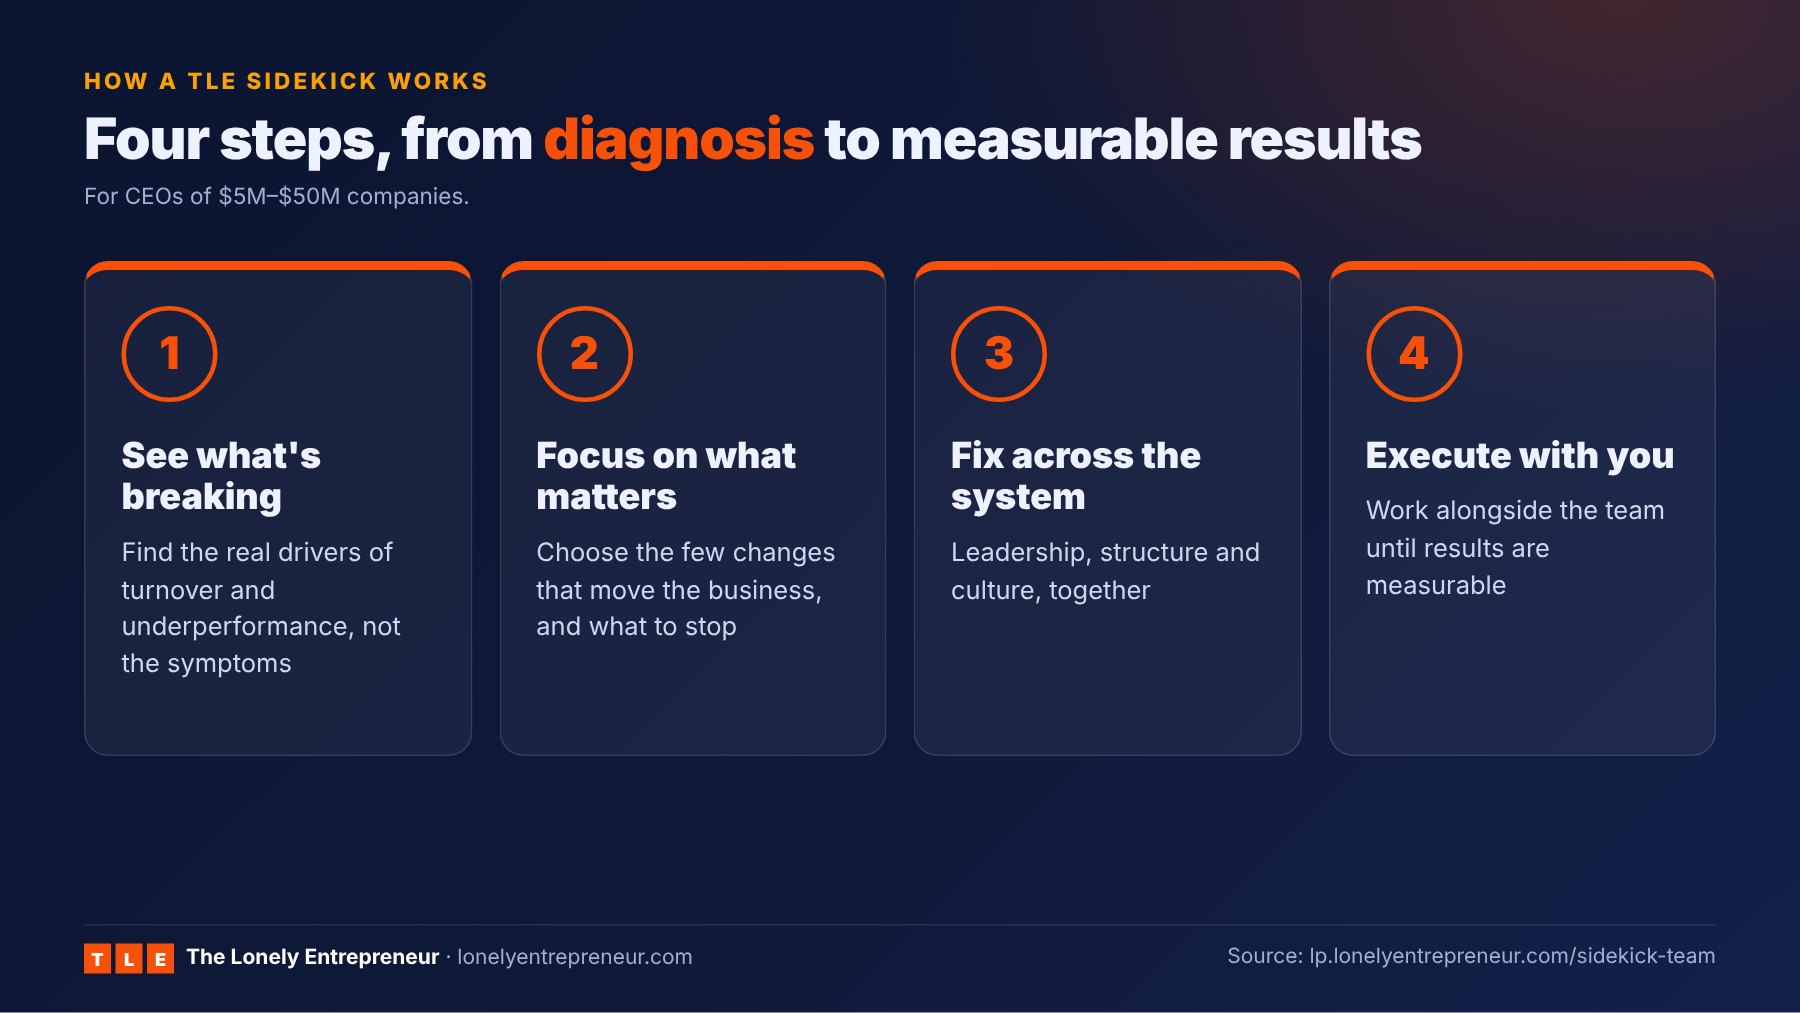 HOW A TLE SIDEKICK WORKS
Four steps, from diagnosis to measurable results
For CEOs of $5M–$50M companies.
1
See what's
breaking
Find the real drivers of
turnover and
underperformance, not
the symptoms
2
Focus on what
matters
Choose the few changes
that move the business,
and what to stop
3
Fix across the
system
Leadership, structure and
culture, together
4
Execute with you
Work alongside the team
until results are
measurable
TLE The Lonely Entrepreneur · lonelyentrepreneur.com
Source: lp.lonelyentrepreneur.com/sidekick-team